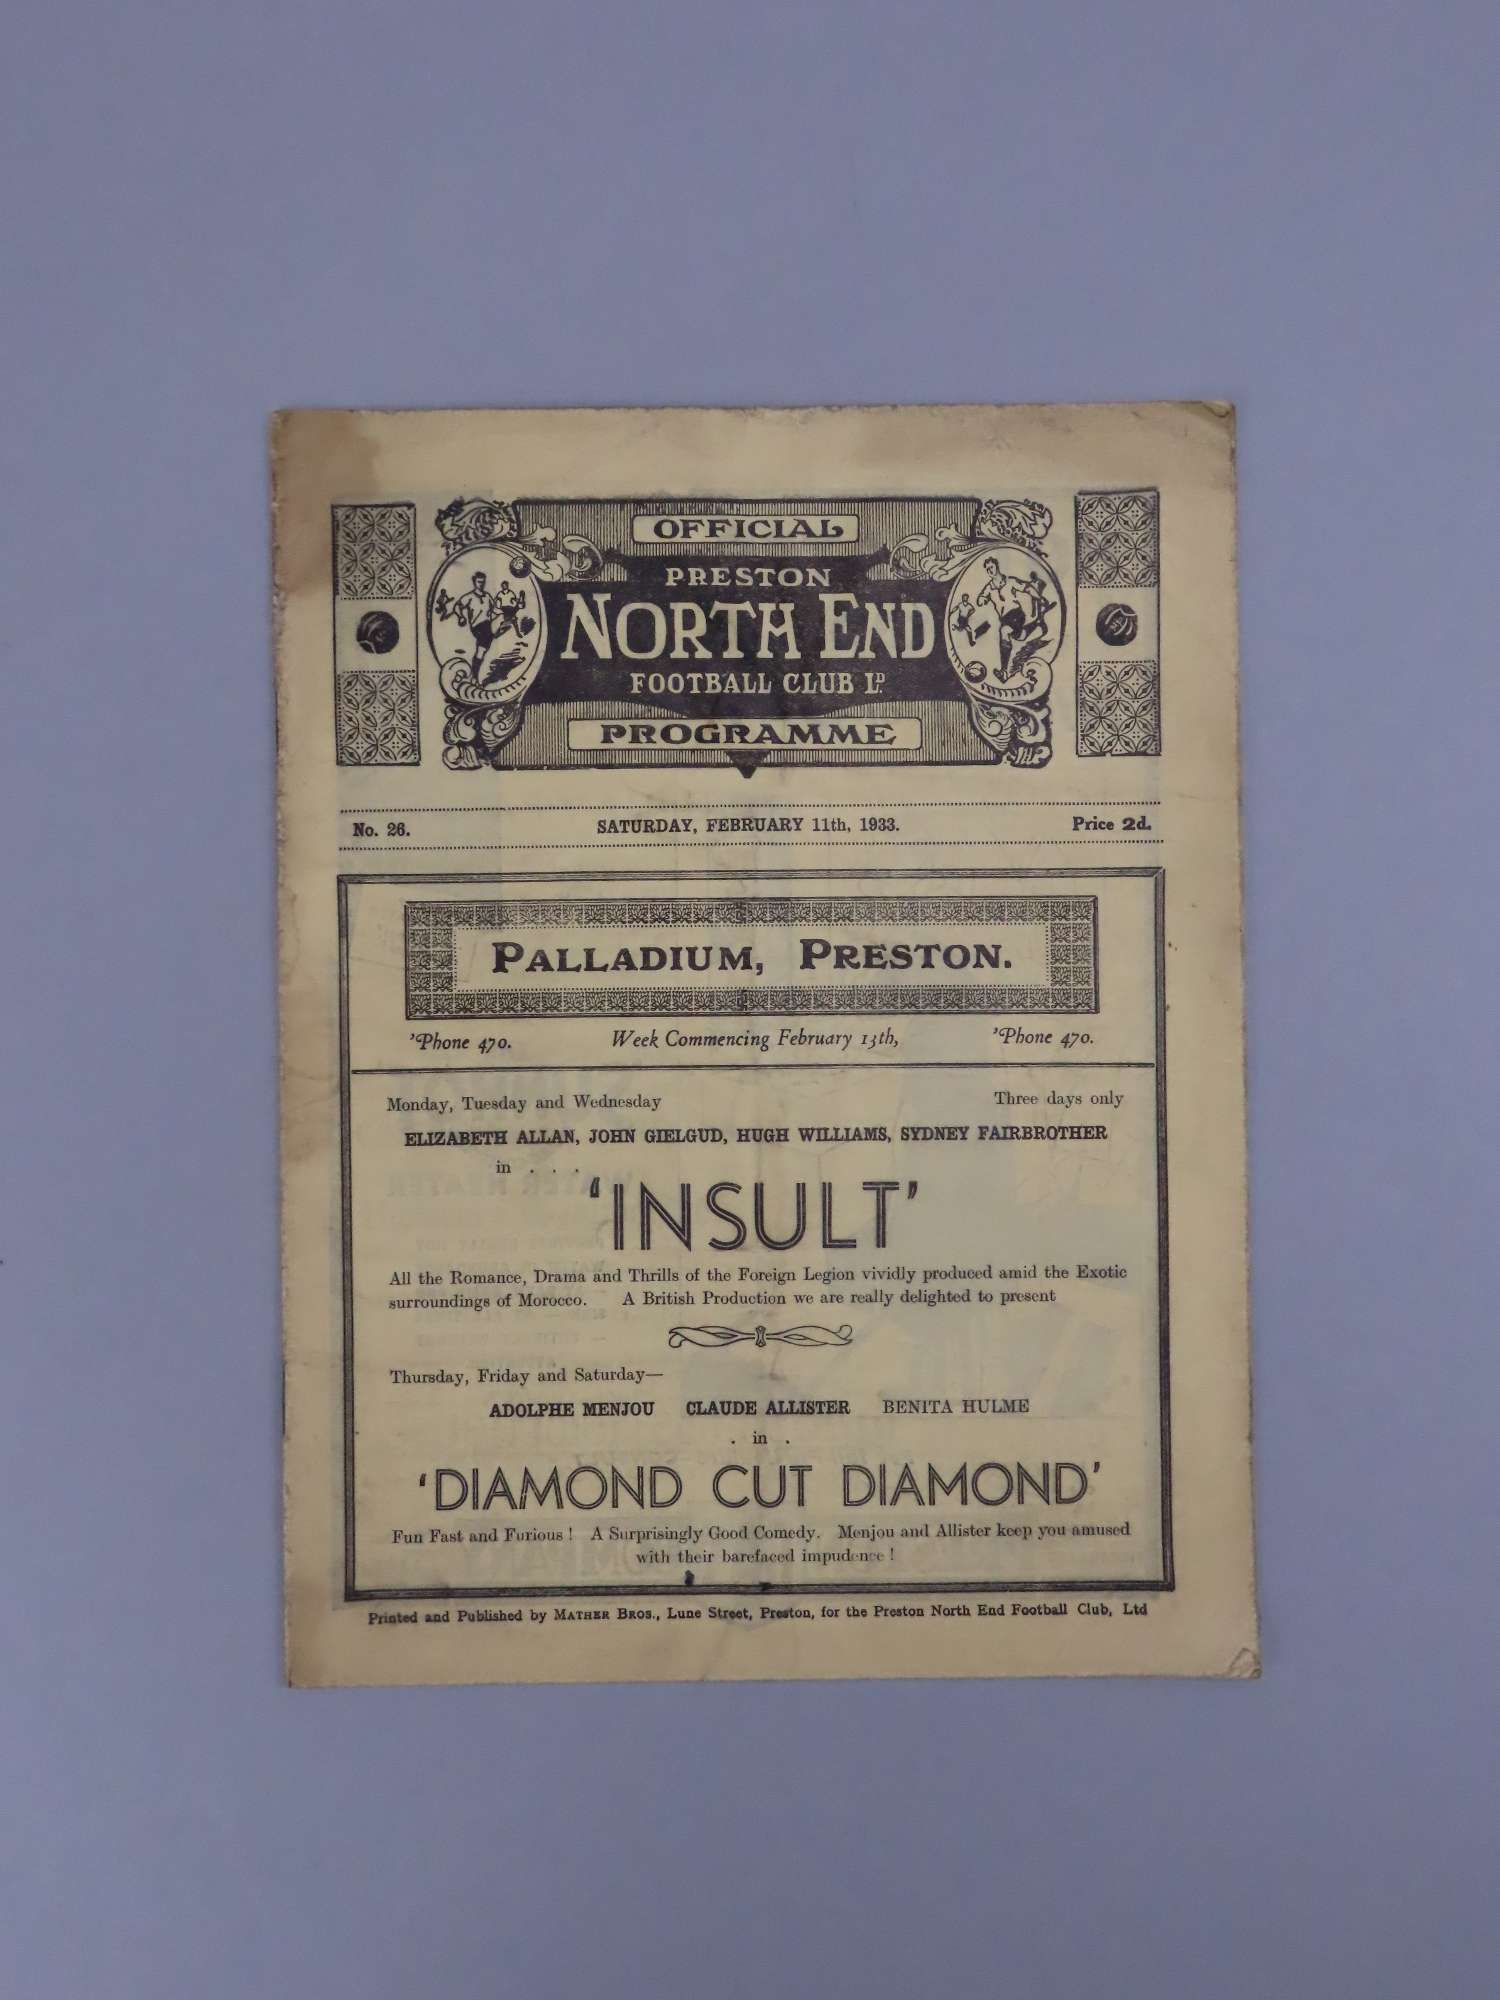 OFFICIAL
PRESTON
NORTH END
FOOTBALL CLUB LD.
PROGRAMME
No. 26. SATURDAY, FEBRUARY 11th, 1933. Price 2d.
PALLADIUM, PRESTON.
'Phone 470. Week Commencing February 13th, 'Phone 470.
Monday, Tuesday and Wednesday Three days only
ELIZABETH ALLAN, JOHN GIELGUD, HUGH WILLIAMS, SYDNEY FAIRBROTHER
in . . .
'INSULT'
All the Romance, Drama and Thrills of the Foreign Legion vividly produced amid the Exotic
surroundings of Morocco. A British Production we are really delighted to present
Thursday, Friday and Saturday—
ADOLPHE MENJOU CLAUDE ALLISTER BENITA HULME
. in .
'DIAMOND CUT DIAMOND'
Fun Fast and Furious! A Surprisingly Good Comedy. Menjou and Allister keep you amused
with their barefaced impudence!
Printed and Published by MATHER BROS., Lune Street, Preston, for the Preston North End Football Club, Ltd